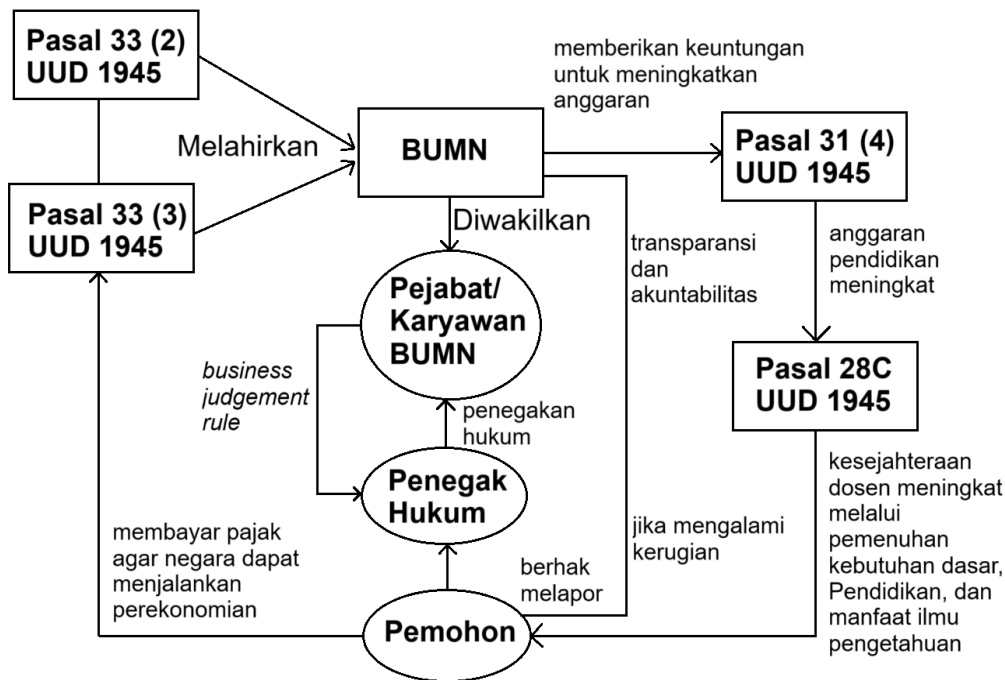 Pasal 33 (2)
UUD 1945
memberikan keuntungan
untuk meningkatkan
anggaran
Melahirkan
BUMN
Pasal 31 (4)
UUD 1945
Pasal 33 (3)
UUD 1945
Diwakilkan
transparansi
dan
akuntabilitas
anggaran
pendidikan
meningkat
Pejabat/
Karyawan
BUMN
business
judgement
rule
penegakan
hukum
Pasal 28C
UUD 1945
Penegak
Hukum
kesejahteraan
dosen meningkat
melalui
pemenuhan
kebutuhan dasar,
Pendidikan, dan
manfaat ilmu
pengetahuan
membayar pajak
agar negara dapat
menjalankan
perekonomian
jika mengalami
kerugian
berhak
melapor
Pemohon